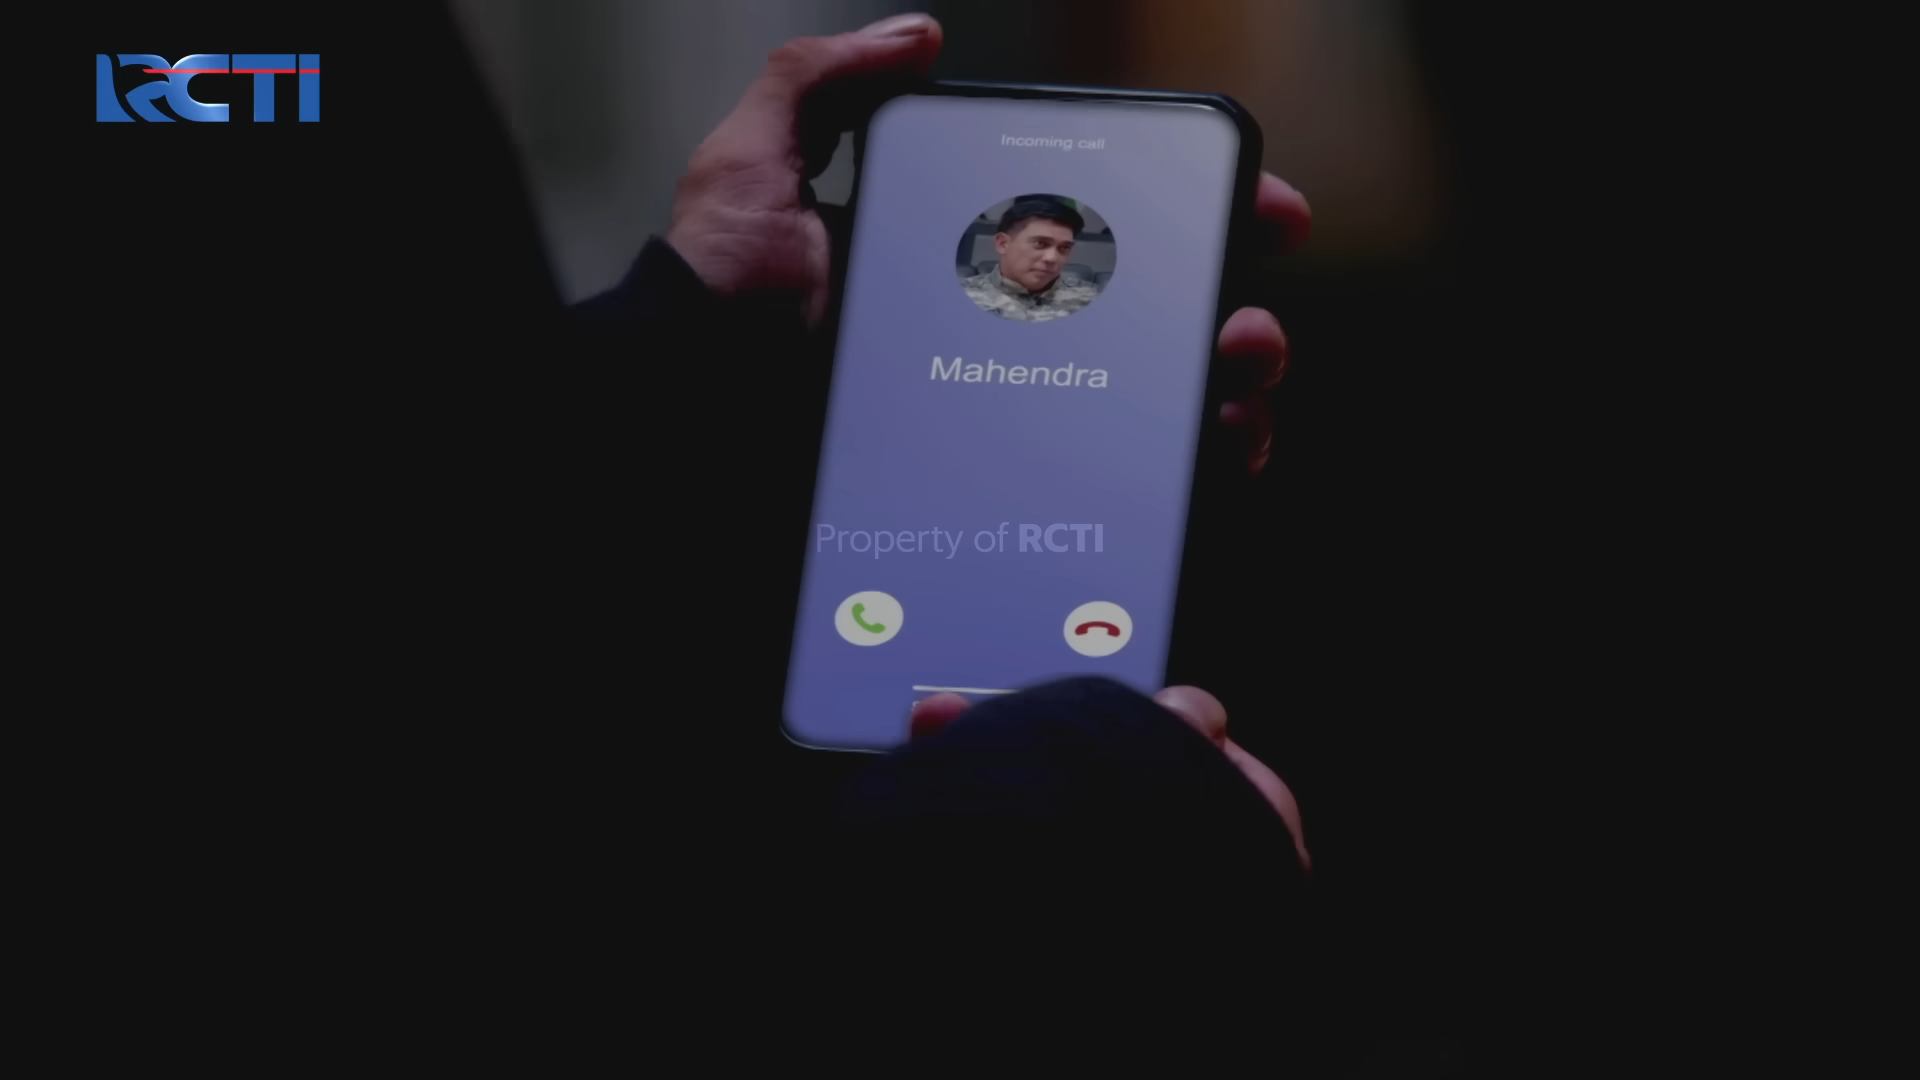 RCTI
Incoming call
Mahendra
Property of RCTI